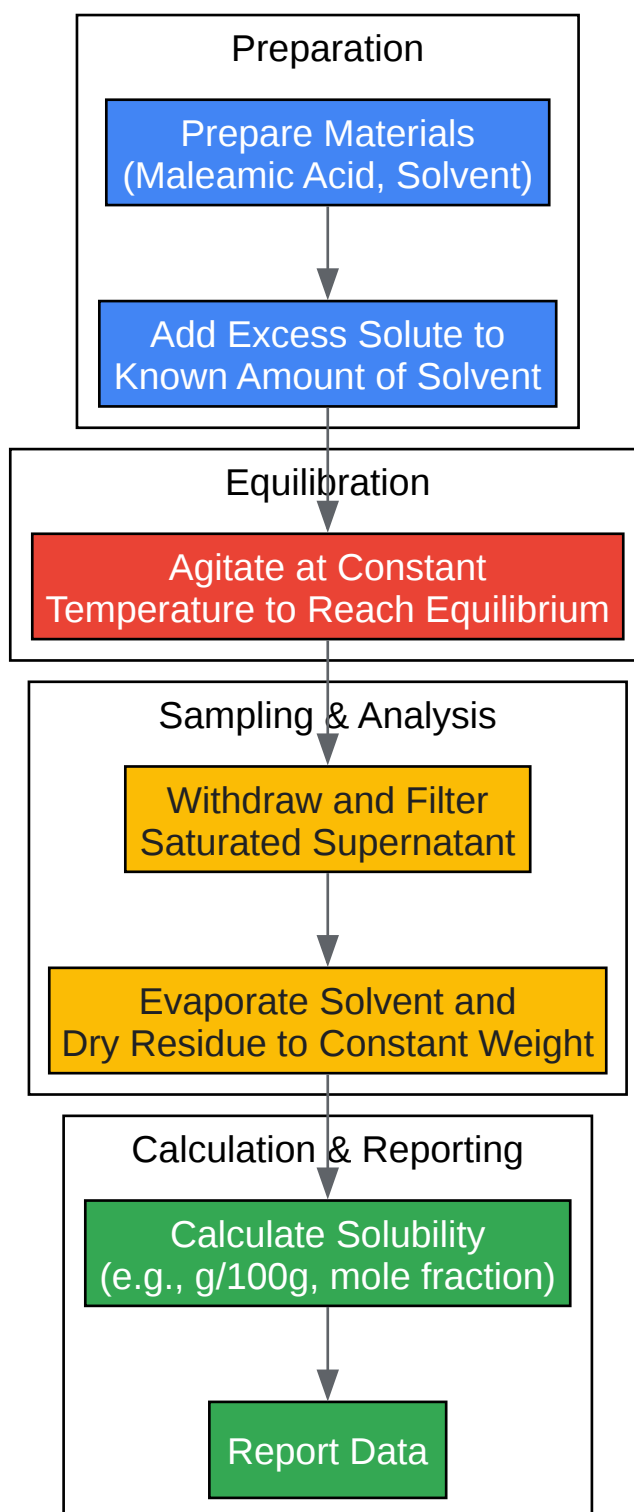 Preparation
Prepare Materials
(Maleamic Acid, Solvent)
Add Excess Solute to
Known Amount of Solvent
Equilibration
Agitate at Constant
Temperature to Reach Equilibrium
Sampling & Analysis
Withdraw and Filter
Saturated Supernatant
Evaporate Solvent and
Dry Residue to Constant Weight
Calculation & Reporting
Calculate Solubility
(e.g., g/100g, mole fraction)
Report Data